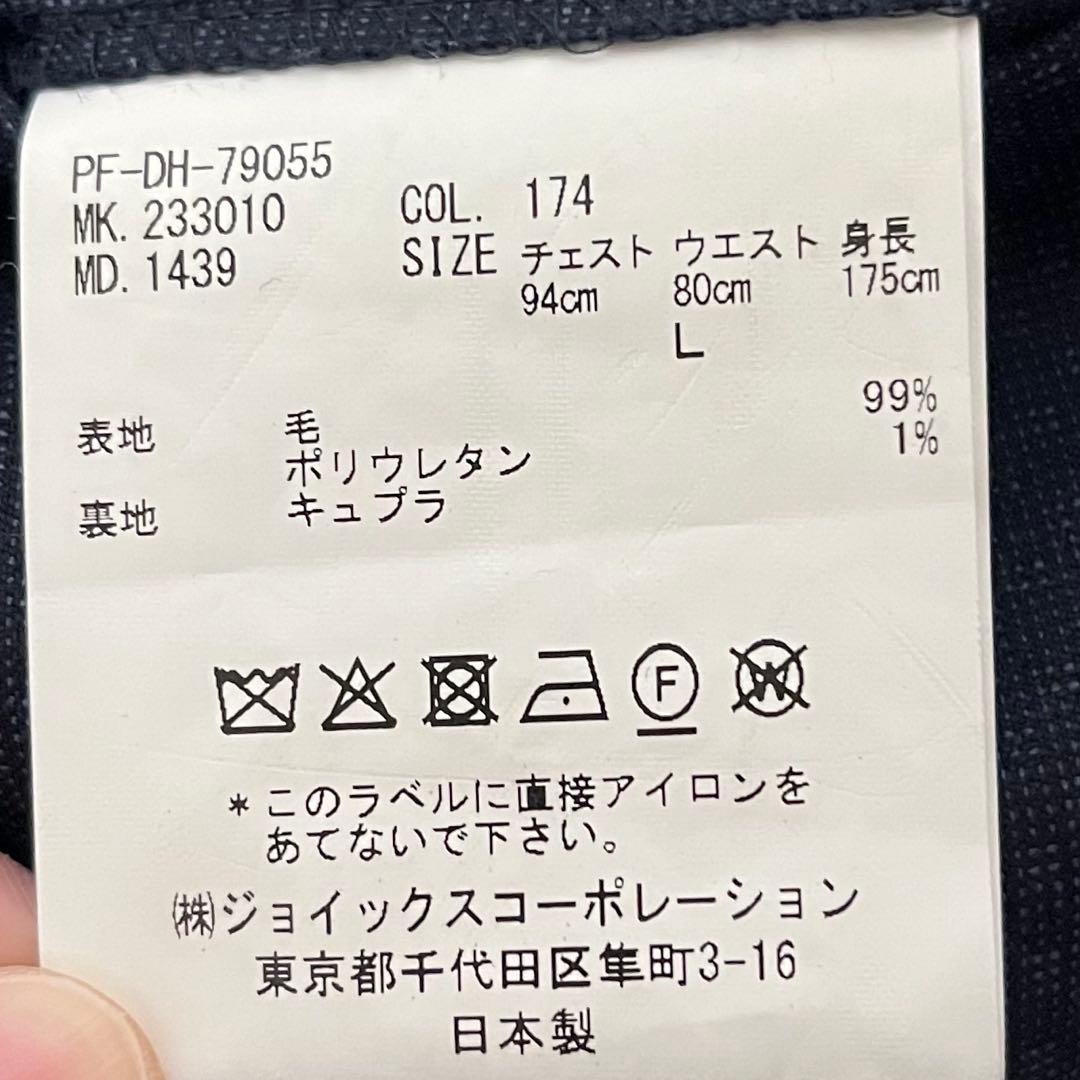 PF-DH-79055
MK. 233010 COL. 174
MD. 1439 SIZE チェスト ウエスト 身長
94cm 80cm 175cm
L
表地 毛 99%
ポリウレタン 1%
裏地 キュプラ
F
W
*このラベルに直接アイロンを
あてないで下さい。
㈱ジョイックスコーポレーション
東京都千代田区隼町3-16
日本製